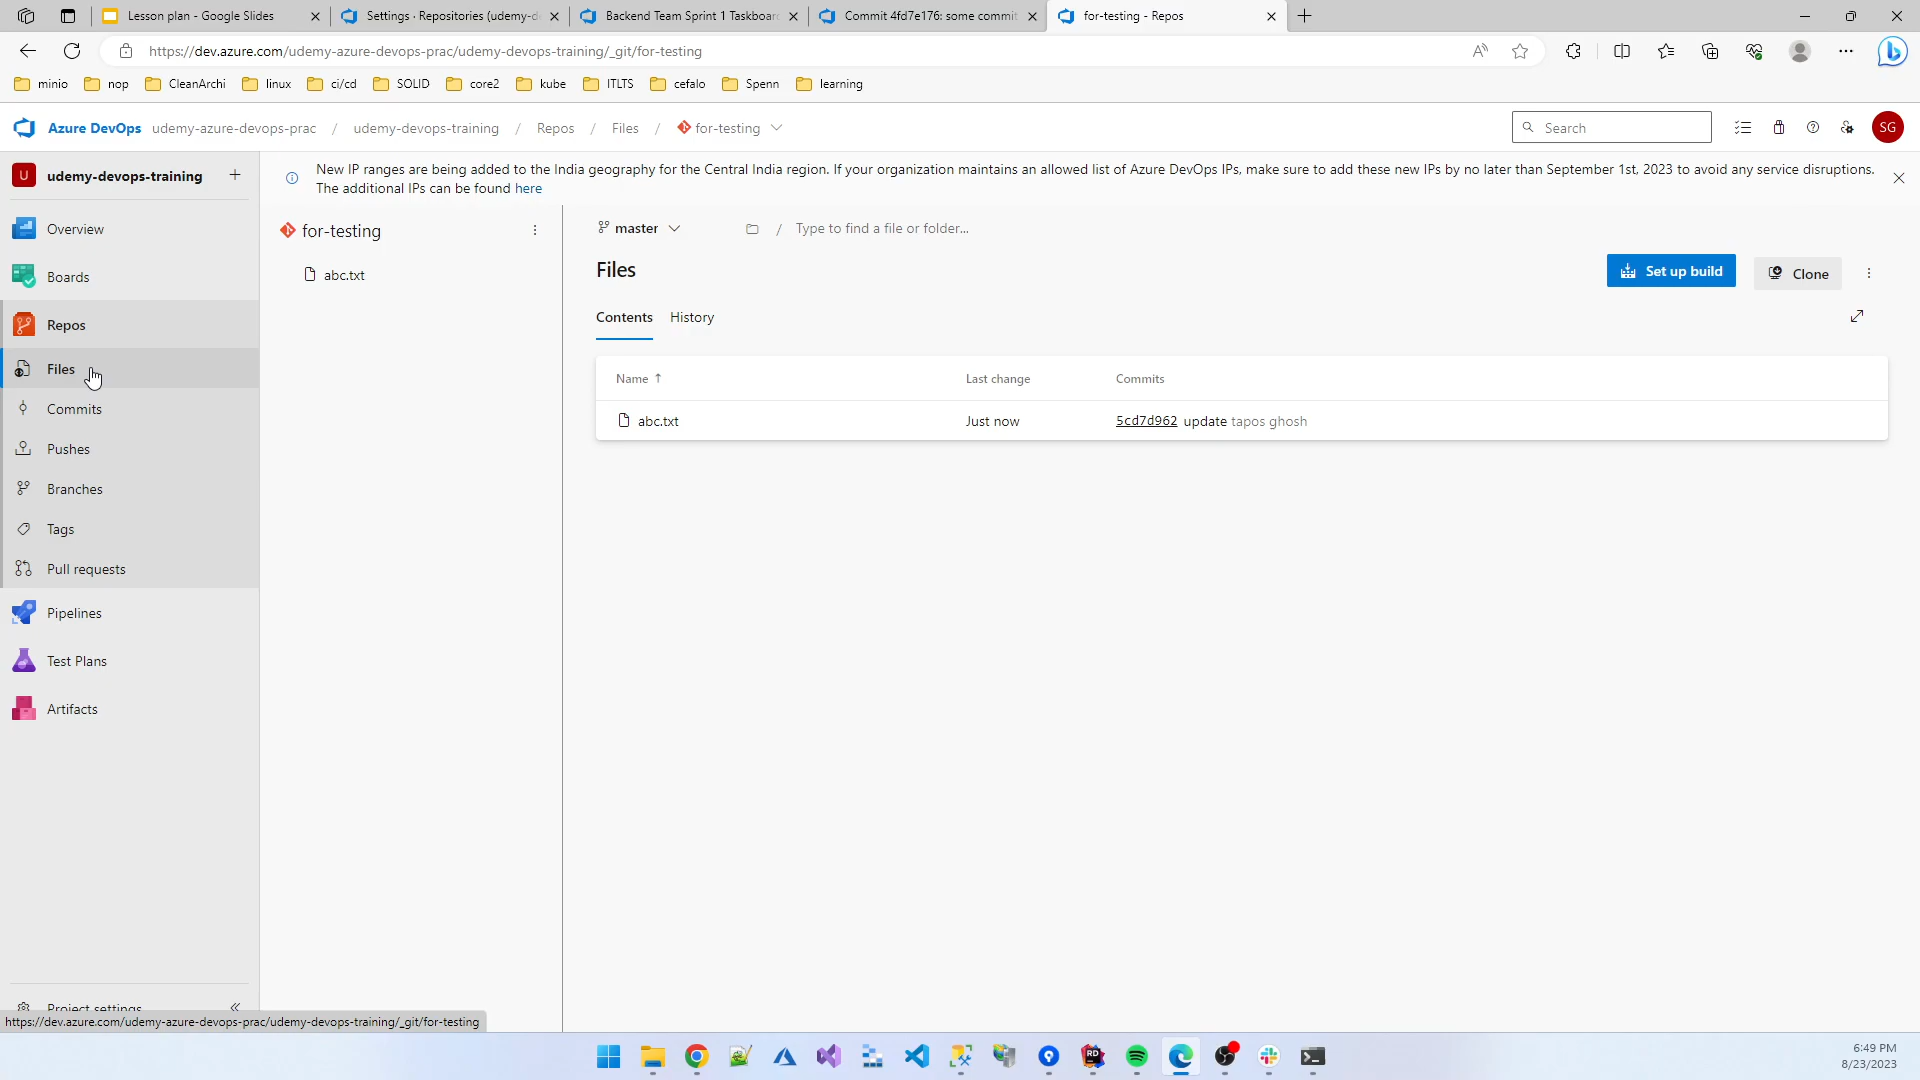 Lesson plan - Google Slides
Settings · Repositories (udemy-d
Backend Team Sprint 1 Taskboar
Commit 4fd7e176: some commit
for-testing - Repos
https://dev.azure.com/udemy-azure-devops-prac/udemy-devops-training/_git/for-testing
minio
nop
CleanArchi
linux
ci/cd
SOLID
core2
kube
ITLTS
cefalo
Spenn
learning
Azure DevOps udemy-azure-devops-prac / udemy-devops-training / Repos / Files / for-testing
Search
SG
U udemy-devops-training
New IP ranges are being added to the India geography for the Central India region. If your organization maintains an allowed list of Azure DevOps IPs, make sure to add these new IPs by no later than September 1st, 2023 to avoid any service disruptions.
The additional IPs can be found here
Overview
Boards
Repos
Files
Commits
Pushes
Branches
Tags
Pull requests
Pipelines
Test Plans
Artifacts
Project settings
https://dev.azure.com/udemy-azure-devops-prac/udemy-devops-training/_git/for-testing
for-testing
abc.txt
master
/ Type to find a file or folder...
Files
Set up build
Clone
Contents
History
Name
Last change
Commits
abc.txt
Just now
5cd7d962 update tapos ghosh
6:49 PM
8/23/2023